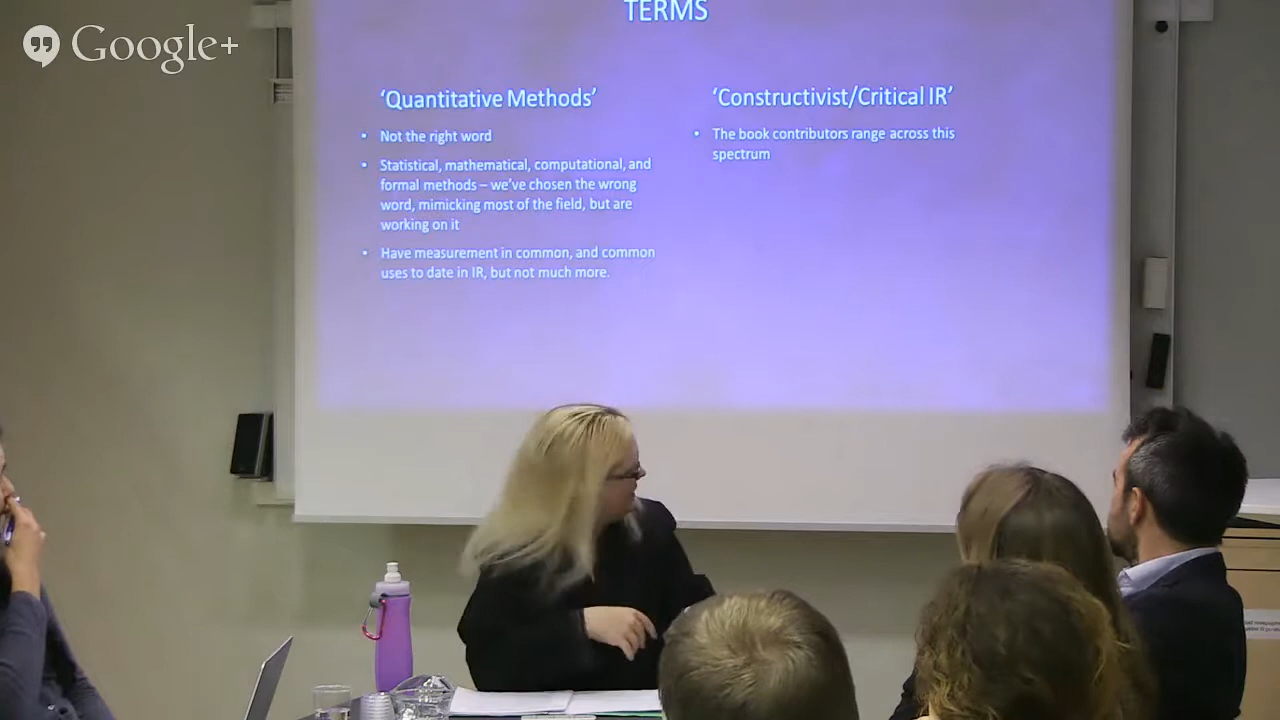 Google+
TERMS
‘Quantitative Methods’
• Not the right word
• Statistical, mathematical, computational, and
formal methods – we’ve chosen the wrong
word, mimicking most of the field, but are
working on it
• Have measurement in common, and common
uses to date in IR, but not much more.
‘Constructivist/Critical IR’
• The book contributors range across this
spectrum